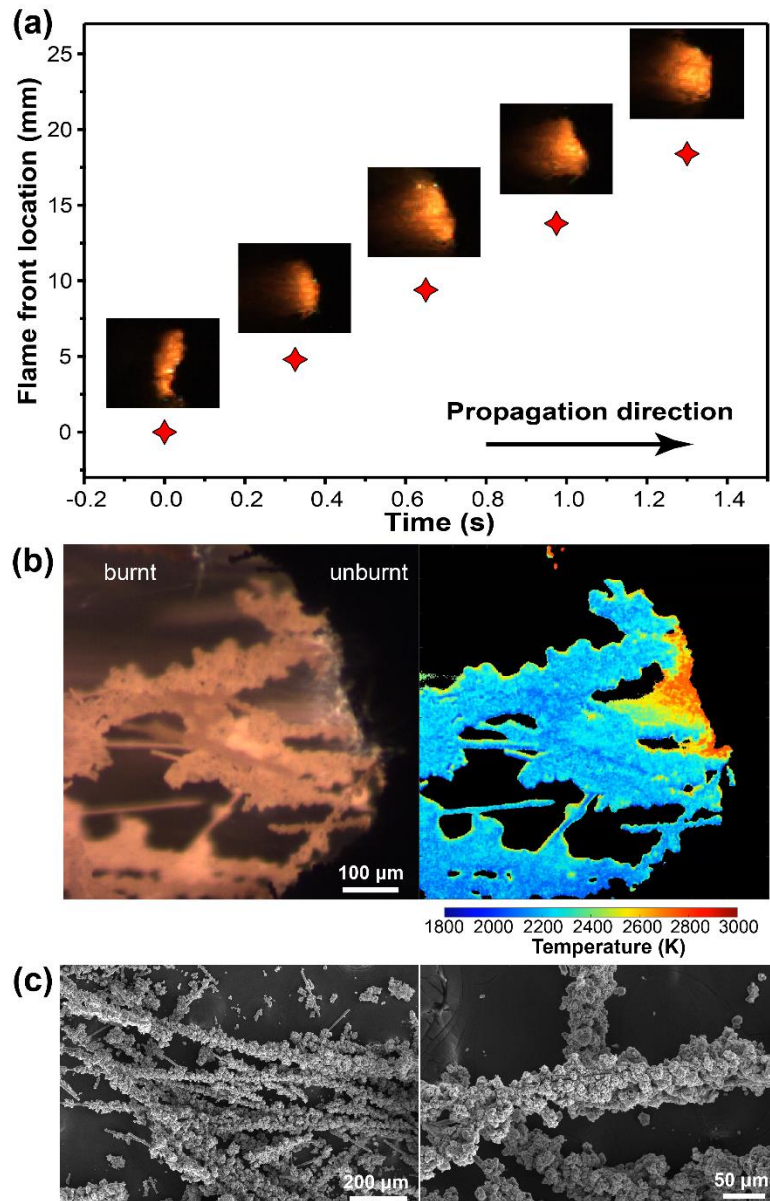 (a)
Flame front location (mm)
25
20
15
10
5
0
Propagation direction
-0.2 0.0 0.2 0.4 0.6 0.8 1.0 1.2 1.4
Time (s)
(b)
burnt unburnt
100 µm
1800 2000 2200 2400 2600 2800 3000
Temperature (K)
(c)
200 µm
50 µm